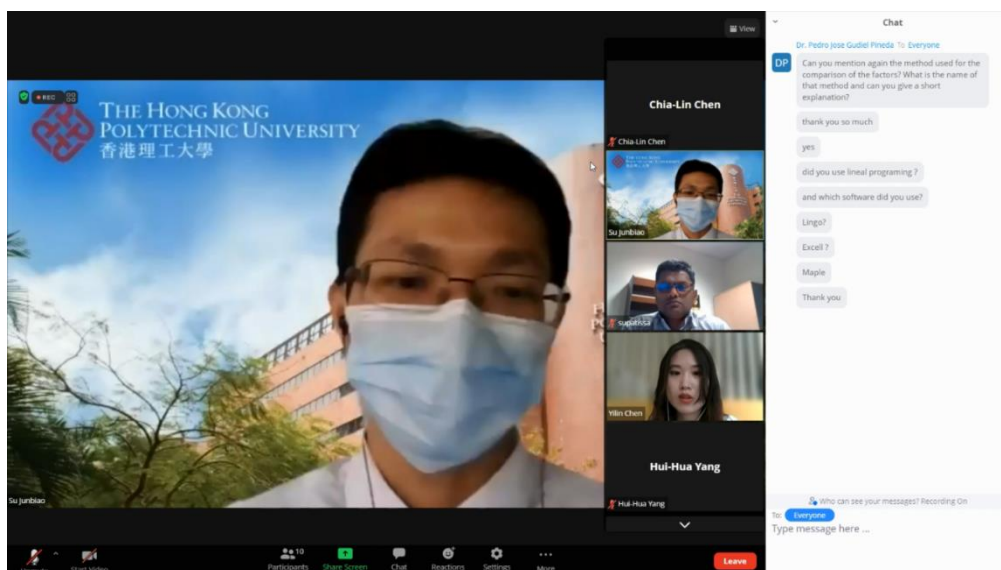 View
REC
THE HONG KONG
POLYTECHNIC UNIVERSITY
香港理工大學
Su Junbiao
Chia-Lin Chen
Chia-Lin Chen
Su Junbiao
supatissa
Yilin Chen
Hui-Hua Yang
Hui-Hua Yang
Start Video
10
Participants
Share Screen
Chat
Reactions
Settings
More
Leave
Chat
Dr. Pedro Jose Gudiel Pineda To Everyone
DP
Can you mention again the method used for the
comparison of the factors? What is the name of
that method and can you give a short
explanation?
thank you so much
yes
did you use lineal programing ?
and which software did you use?
Lingo?
Excell ?
Maple
Thank you
Who can see your messages? Recording On
To: Everyone
Type message here ...